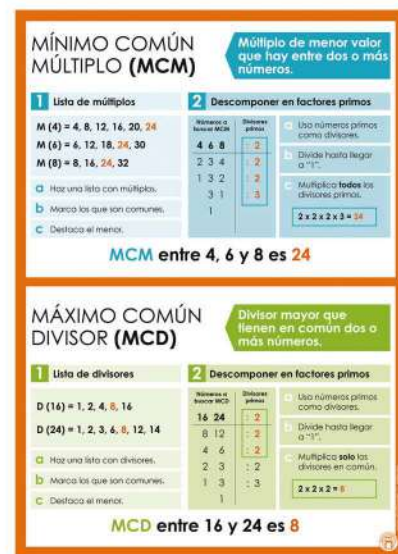 MÍNIMO COMÚN
MÚLTIPLO (MCM)
Múltiplo de menor valor
que hay entre dos o más
números.
1 Lista de múltiplos
M (4) = 4, 8, 12, 16, 20, 24
M (6) = 6, 12, 18, 24, 30
M (8) = 8, 16, 24, 32
a Haz una lista con múltiplos.
b Marca los que son comunes.
c Destaca el menor.
2 Descomponer en factores primos
Números a
buscar MCM
Divisores
primos
4 6 8 : 2
2 3 4 : 2
1 3 2 : 2
3 1 : 3
1
a Usa números primos
como divisores.
b Divide hasta llegar
a "1".
c Multiplica todos los
divisores primos.
2 x 2 x 2 x 3 = 24
MCM entre 4, 6 y 8 es 24
MÁXIMO COMÚN
DIVISOR (MCD)
Divisor mayor que
tienen en común dos o
más números.
1 Lista de divisores
D (16) = 1, 2, 4, 8, 16
D (24) = 1, 2, 3, 6, 8, 12, 14
a Haz una lista con divisores.
b Marca los que son comunes.
c Destaca el menor.
2 Descomponer en factores primos
Números a
buscar MCD
Divisores
primos
16 24 : 2
8 12 : 2
4 6 : 2
2 3 : 2
1 3 : 3
1
a Usa números primos
como divisores.
b Divide hasta llegar
a "1".
c Multiplica solo los
divisores en común.
2 x 2 x 2 = 8
MCD entre 16 y 24 es 8